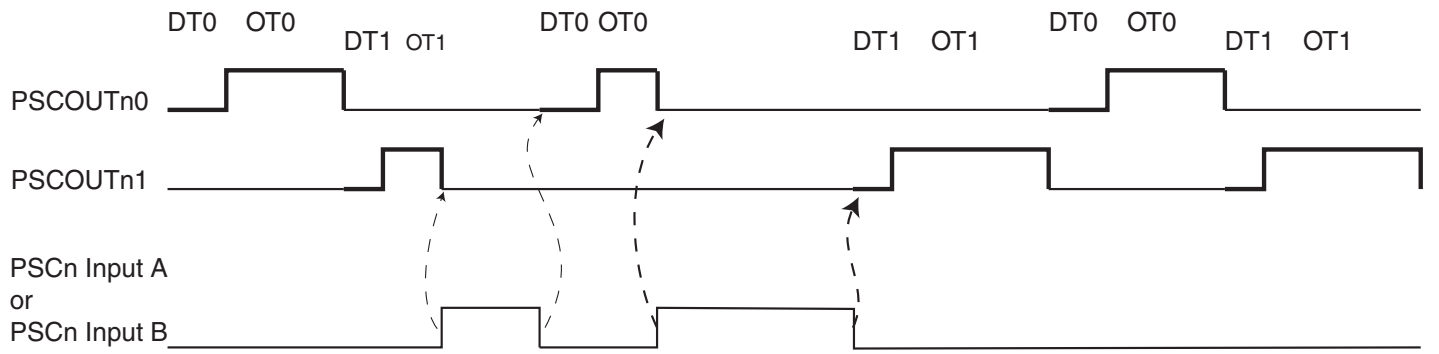 DT0 OT0 DT0 OT0 DT0 OT0
DT1 OT1 DT1 OT1 DT1 OT1
PSCOUTn0
PSCOUTn1
PSCn Input A
or
PSCn Input B